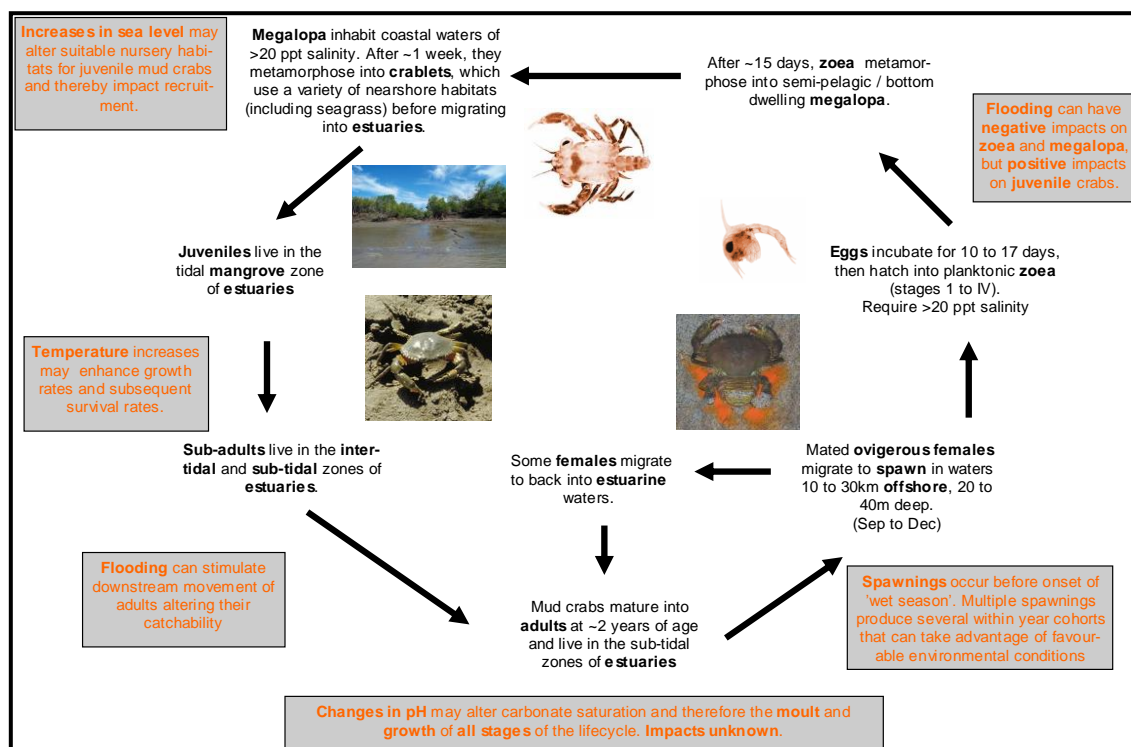 Increases in sea level may
alter suitable nursery habi-
tats for juvenile mud crabs
and thereby impact recruit-
ment.
Megalopa inhabit coastal waters of
>20 ppt salinity. After ~1 week, they
metamorphose into crablets, which
use a variety of nearshore habitats
(including seagrass) before migrating
into estuaries.
After ~15 days, zoea metamor-
phose into semi-pelagic / bottom
dwelling megalopa.
Flooding can have
negative impacts on
zoea and megalopa,
but positive impacts
on juvenile crabs.
Juveniles live in the
tidal mangrove zone
of estuaries
Eggs incubate for 10 to 17 days,
then hatch into planktonic zoea
(stages 1 to IV).
Require >20 ppt salinity
Temperature increases
may enhance growth
rates and subsequent
survival rates.
Sub-adults live in the inter-
tidal and sub-tidal zones of
estuaries.
Some females migrate
to back into estuarine
waters.
Mated ovigerous females
migrate to spawn in waters
10 to 30km offshore, 20 to
40m deep.
(Sep to Dec)
Flooding can stimulate
downstream movement of
adults altering their
catchability
Mud crabs mature into
adults at ~2 years of age
and live in the sub-tidal
zones of estuaries
Spawnings occur before onset of
'wet season'. Multiple spawnings
produce several within year cohorts
that can take advantage of favour-
able environmental conditions
Changes in pH may alter carbonate saturation and therefore the moult and
growth of all stages of the lifecycle. Impacts unknown.